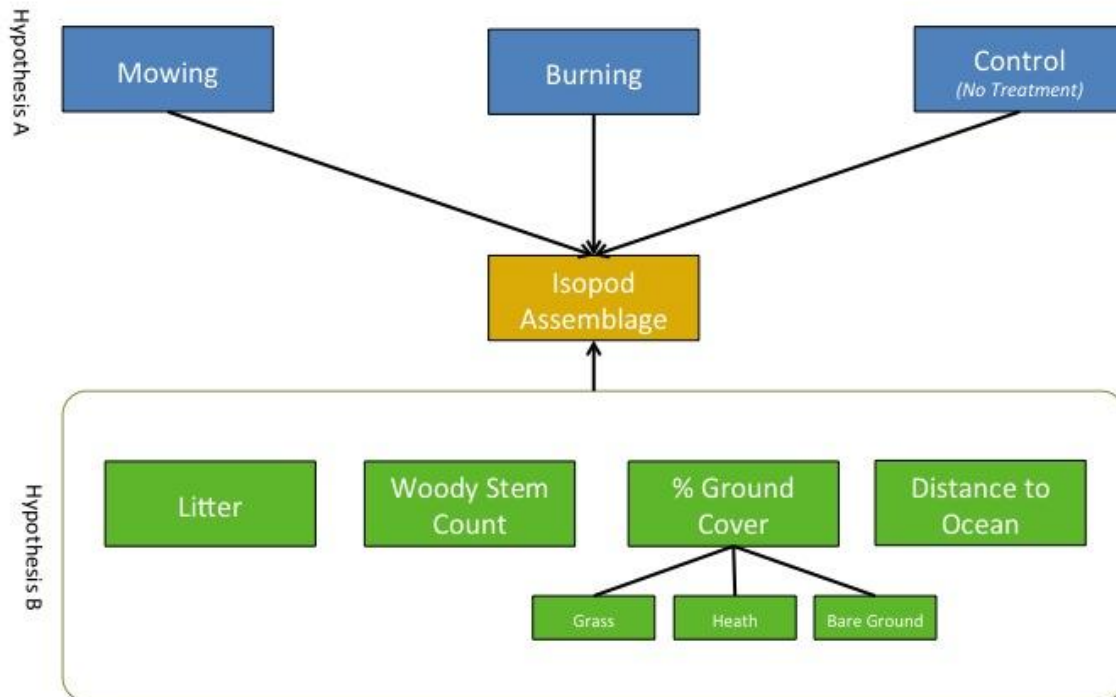 Hypothesis A
Mowing
Burning
Control
(No Treatment)
Isopod
Assemblage
Hypothesis B
Litter
Woody Stem
Count
% Ground
Cover
Distance to
Ocean
Grass
Heath
Bare Ground